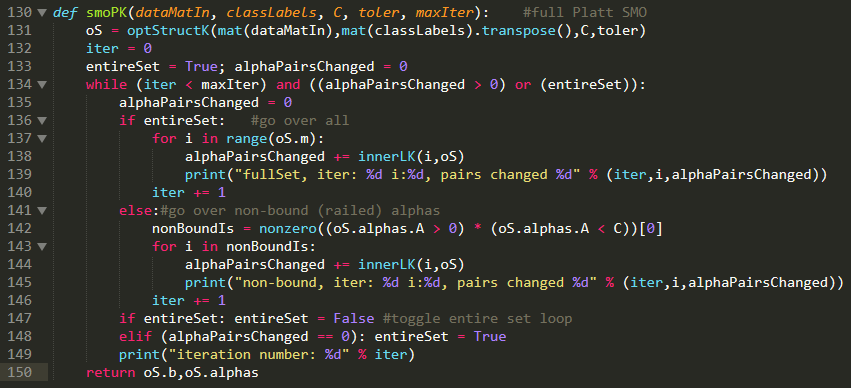 130 ▼ def smoPK(dataMatIn, classLabels, C, toler, maxIter):    #full Platt SMO
131       oS = optStructK(mat(dataMatIn),mat(classLabels).transpose(),C,toler)
132       iter = 0
133       entireSet = True; alphaPairsChanged = 0
134 ▼     while (iter < maxIter) and ((alphaPairsChanged > 0) or (entireSet)):
135           alphaPairsChanged = 0
136 ▼         if entireSet:   #go over all
137 ▼             for i in range(oS.m):
138                   alphaPairsChanged += innerLK(i,oS)
139                   print("fullSet, iter: %d i:%d, pairs changed %d" % (iter,i,alphaPairsChanged))
140               iter += 1
141 ▼         else:#go over non-bound (railed) alphas
142               nonBoundIs = nonzero((oS.alphas.A > 0) * (oS.alphas.A < C))[0]
143 ▼             for i in nonBoundIs:
144                   alphaPairsChanged += innerLK(i,oS)
145                   print("non-bound, iter: %d i:%d, pairs changed %d" % (iter,i,alphaPairsChanged))
146               iter += 1
147           if entireSet: entireSet = False #toggle entire set loop
148           elif (alphaPairsChanged == 0): entireSet = True
149           print("iteration number: %d" % iter)
150       return oS.b,oS.alphas